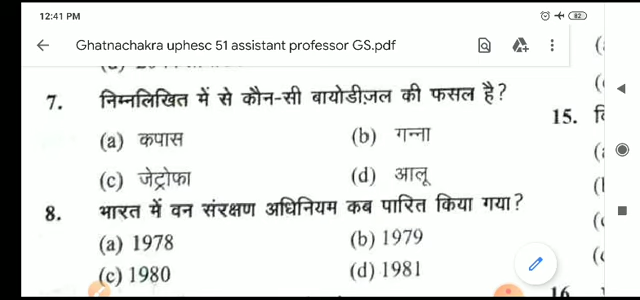 12:41 PM
82
Ghatnachakra uphesc 51 assistant professor GS.pdf
7. निम्नलिखित में से कौन-सी बायोडीज़ल की फसल है?
(a) कपास
(b) गन्ना
(c) जेट्रोफा
(d) आलू
8. भारत में वन संरक्षण अधिनियम कब पारित किया गया?
(a) 1978
(b) 1979
(c) 1980
(d) 1981
15.
16